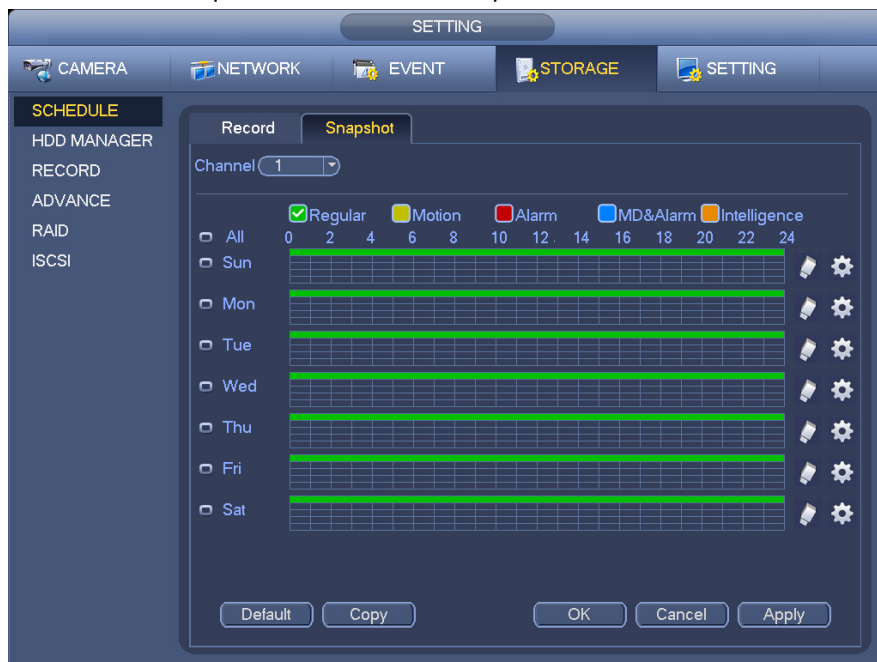 SETTING
CAMERA NETWORK EVENT STORAGE SETTING
SCHEDULE
HDD MANAGER
RECORD
ADVANCE
RAID
ISCSI
Record Snapshot
Channel 1
Regular Motion Alarm MD&Alarm Intelligence
All 0 2 4 6 8 10 12 14 16 18 20 22 24
Sun
Mon
Tue
Wed
Thu
Fri
Sat
Default Copy OK Cancel Apply